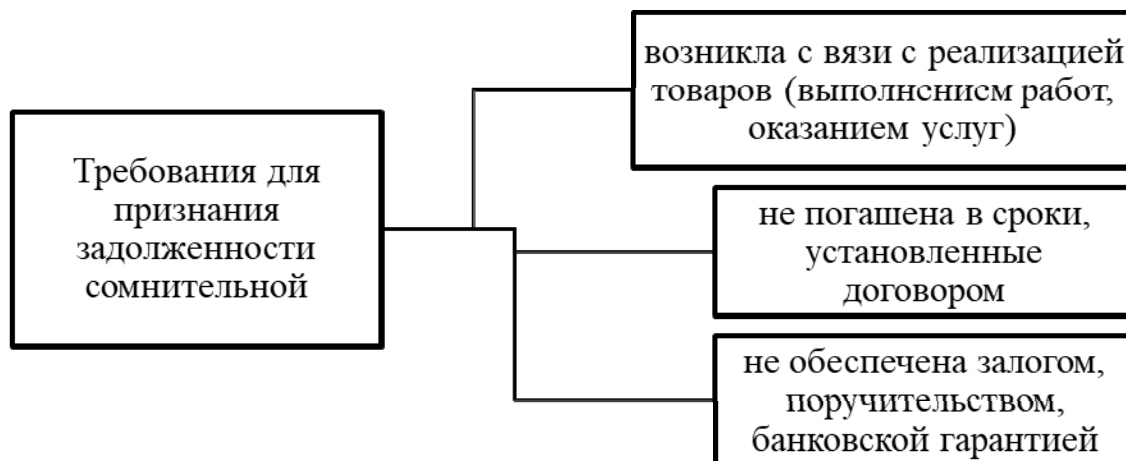 Требования для
признания
задолженности
сомнительной
возникла с вязи с реализацией
товаров (выполнением работ,
оказанием услуг)
не погашена в сроки,
установленные
договором
не обеспечена залогом,
поручительством,
банковской гарантией